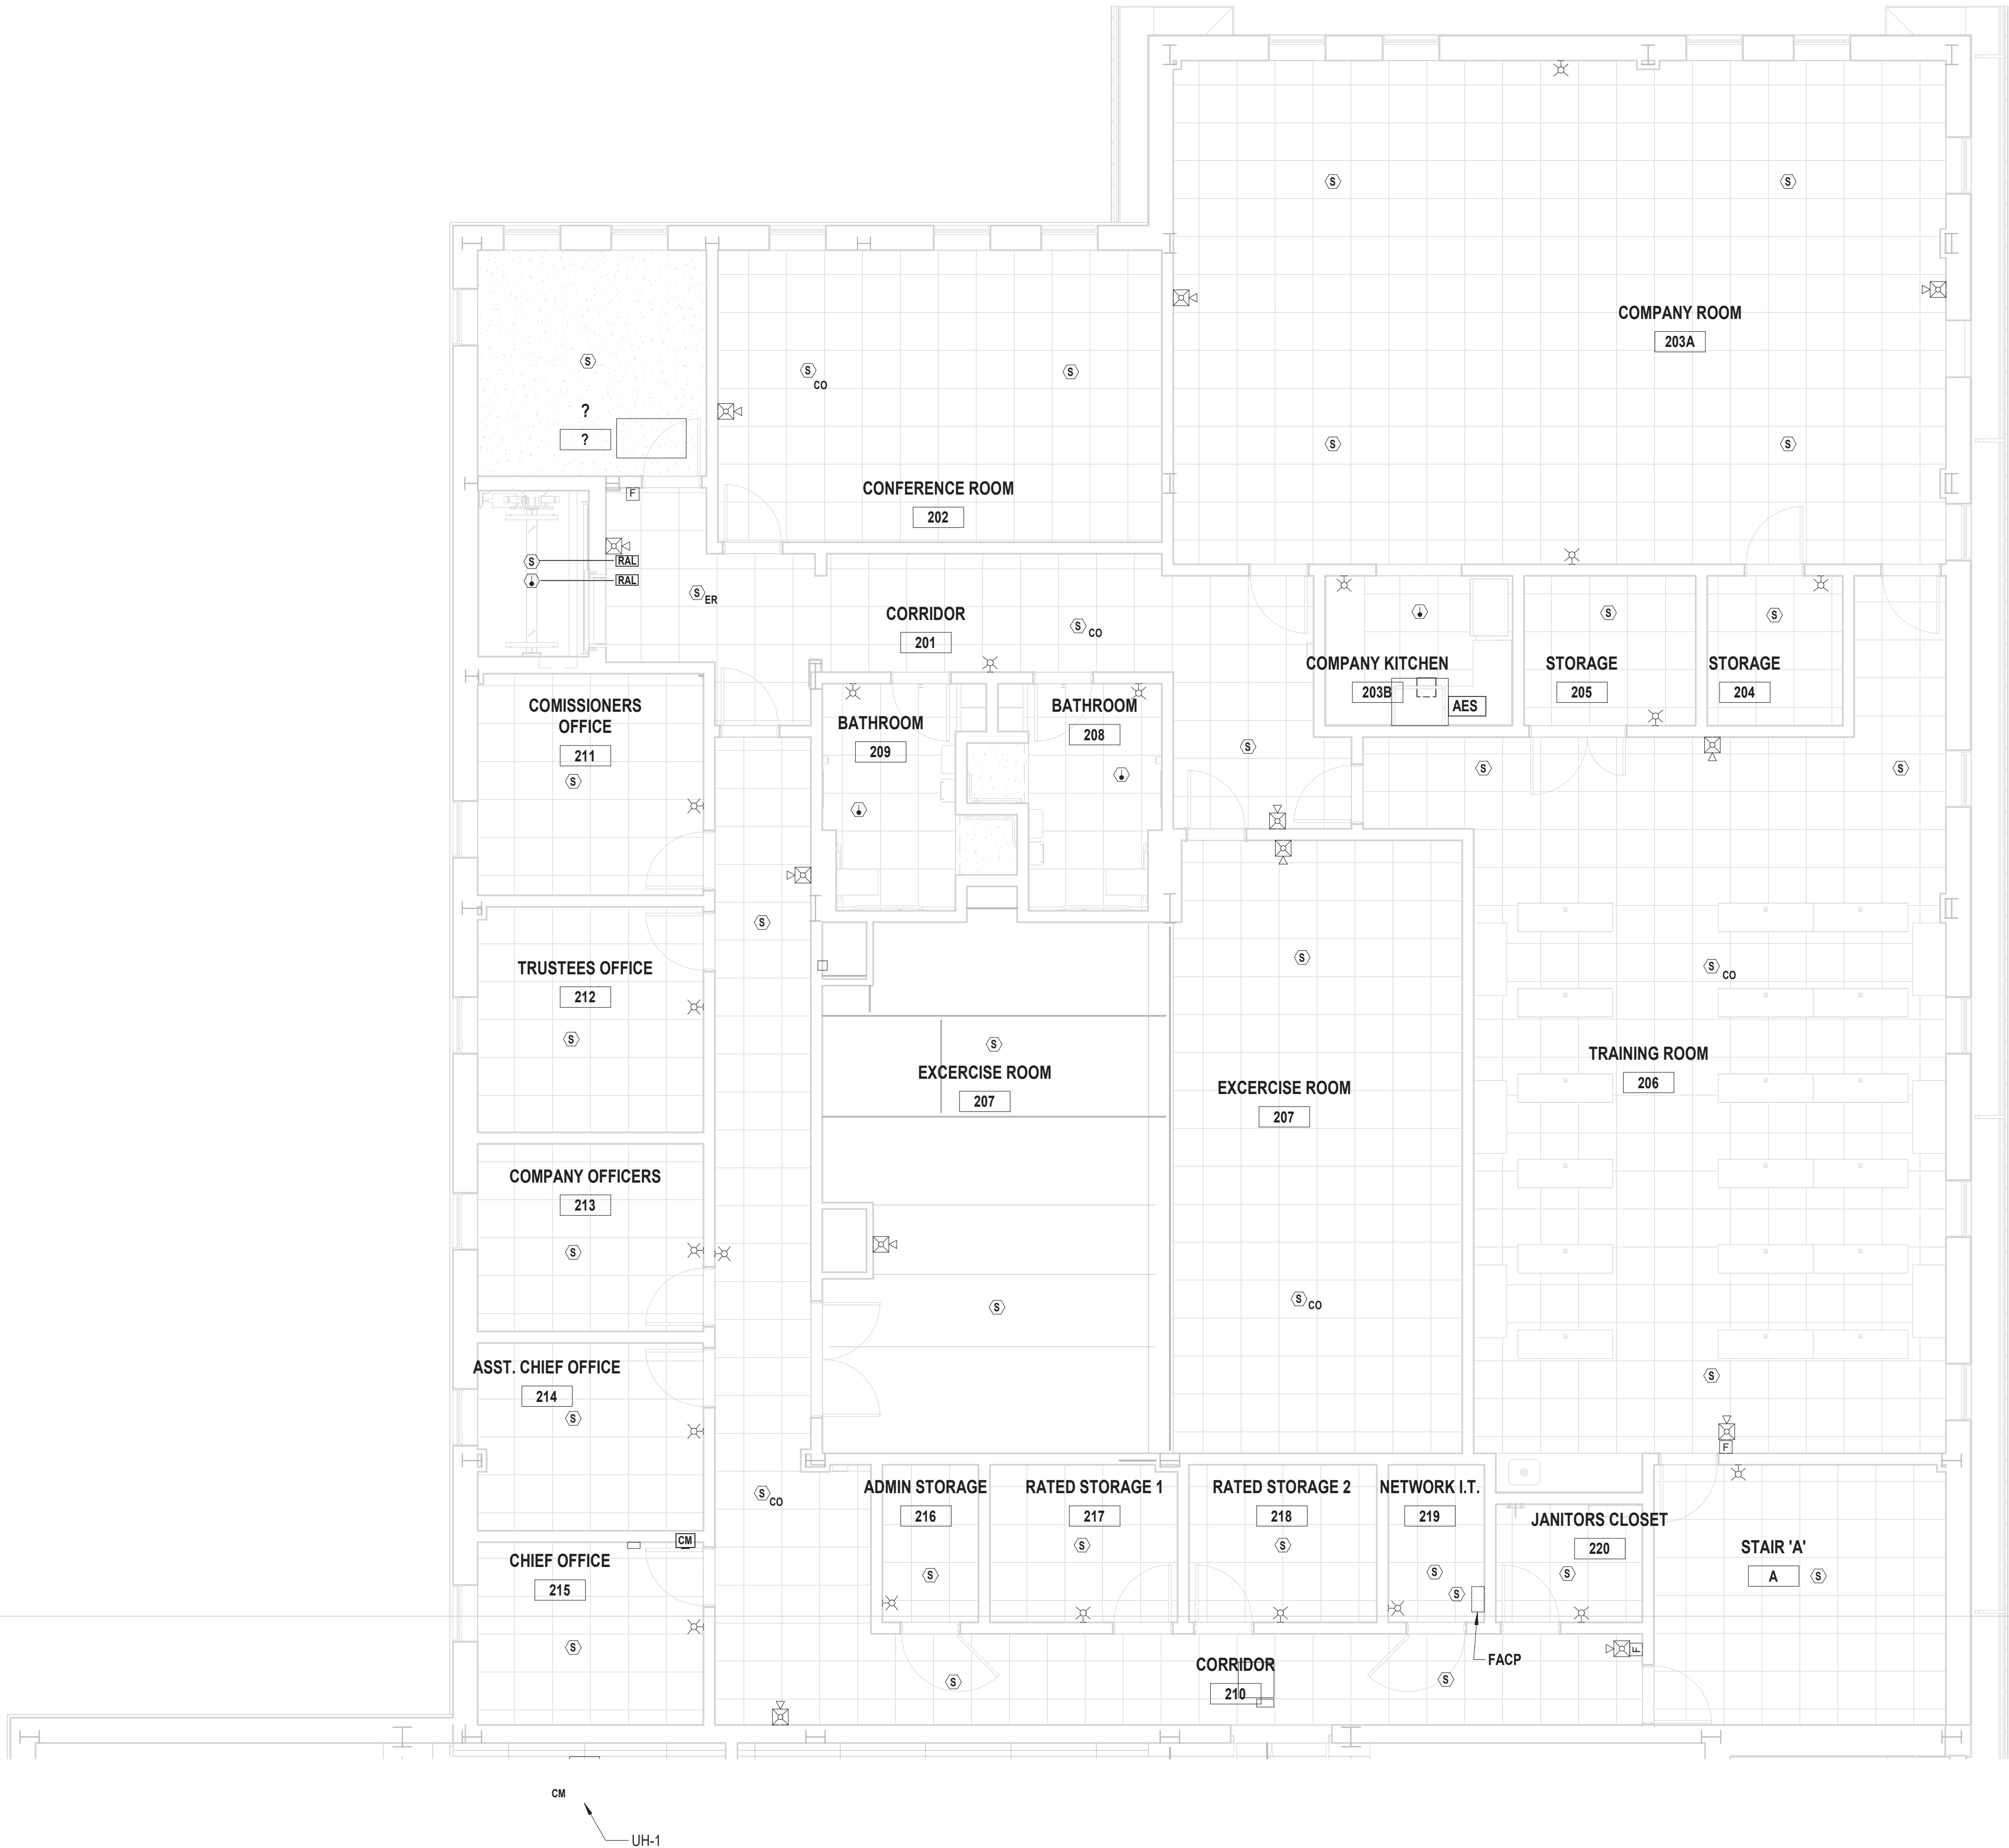 S
S
COMPANY ROOM
203A
S
S
S
?
?
S
CO
S
CONFERENCE ROOM
202
F
S
RAL
RAL
S
ER
CORRIDOR
201
S
CO
COMPANY KITCHEN
203B
AES
S
STORAGE
205
S
STORAGE
204
COMISSIONERS
OFFICE
211
S
BATHROOM
209
BATHROOM
208
S
S
S
S
TRUSTEES OFFICE
212
S
S
EXCERCISE ROOM
207
S
EXCERCISE ROOM
207
S
CO
TRAINING ROOM
206
S
CO
COMPANY OFFICERS
213
S
S
S
F
ASST. CHIEF OFFICE
214
S
S
CO
CM
CHIEF OFFICE
215
S
ADMIN STORAGE
216
S
RATED STORAGE 1
217
S
RATED STORAGE 2
218
S
NETWORK I.T.
219
S
S
JANITORS CLOSET
220
S
STAIR 'A'
A
S
F
FACP
CORRIDOR
210
S
S
CM
UH-1